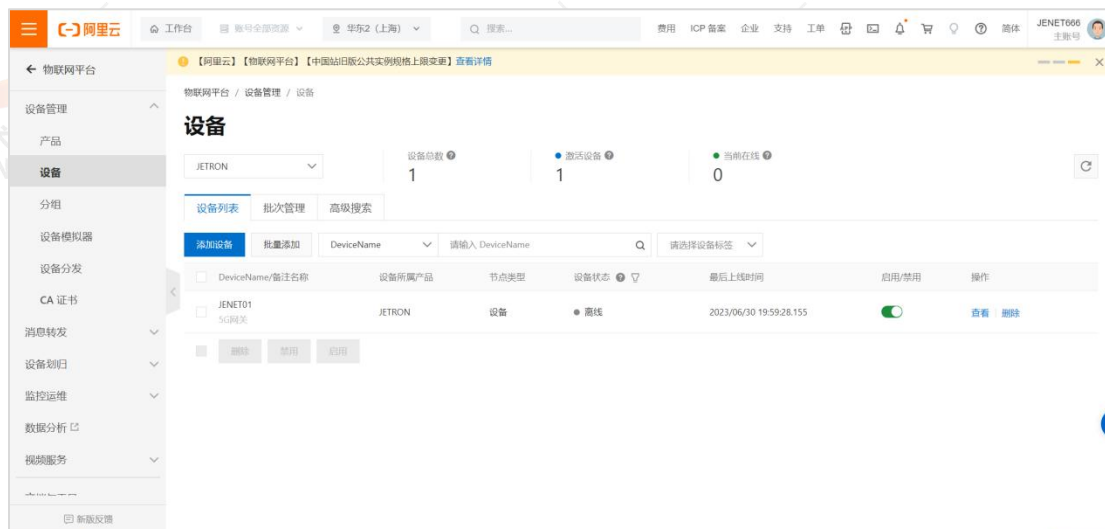 阿里云 工作台 账号全部资源 华东2（上海） 搜索... 费用 ICP 备案 企业 支持 工单 简体 JENET666
主账号
物联网平台
【阿里云】【物联网平台】【中国站旧版公共实例规格上限变更】查看详情
物联网平台 / 设备管理 / 设备
设备管理
产品
设备
分组
设备模拟器
设备分发
CA 证书
消息转发
设备划归
监控运维
数据分析
视频服务
新版反馈
设备
JETRON
设备总数
1
激活设备
1
当前在线
0
设备列表 批次管理 高级搜索
添加设备 批量添加 DeviceName 请输入 DeviceName 请选择设备标签
DeviceName/备注名称 设备所属产品 节点类型 设备状态 最后上线时间 启用/禁用 操作
JENET01
5G网关
JETRON 设备 离线 2023/06/30 19:59:28.155 查看 删除
删除 禁用 启用